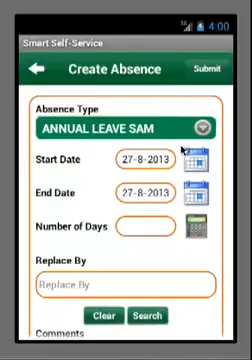 3G 4:00
Smart Self-Service
Create Absence Submit
Absence Type
ANNUAL LEAVE SAM
Start Date 27-8-2013
End Date 27-8-2013
Number of Days
Replace By
Replace By
Clear Search
Comments